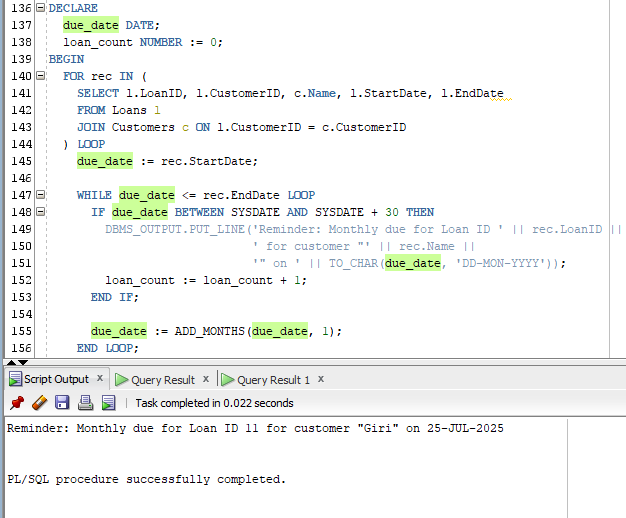 136 DECLARE
137 due_date DATE;
138 loan_count NUMBER := 0;
139 BEGIN
140 FOR rec IN (
141 SELECT l.LoanID, l.CustomerID, c.Name, l.StartDate, l.EndDate
142 FROM Loans l
143 JOIN Customers c ON l.CustomerID = c.CustomerID
144 ) LOOP
145 due_date := rec.StartDate;
146
147 WHILE due_date <= rec.EndDate LOOP
148 IF due_date BETWEEN SYSDATE AND SYSDATE + 30 THEN
149 DBMS_OUTPUT.PUT_LINE('Reminder: Monthly due for Loan ID ' || rec.LoanID ||
150 ' for customer "' || rec.Name ||
151 '" on ' || TO_CHAR(due_date, 'DD-MON-YYYY'));
152 loan_count := loan_count + 1;
153 END IF;
154
155 due_date := ADD_MONTHS(due_date, 1);
156 END LOOP;
Script Output x Query Result x Query Result 1 x
Task completed in 0.022 seconds
Reminder: Monthly due for Loan ID 11 for customer "Giri" on 25-JUL-2025
PL/SQL procedure successfully completed.